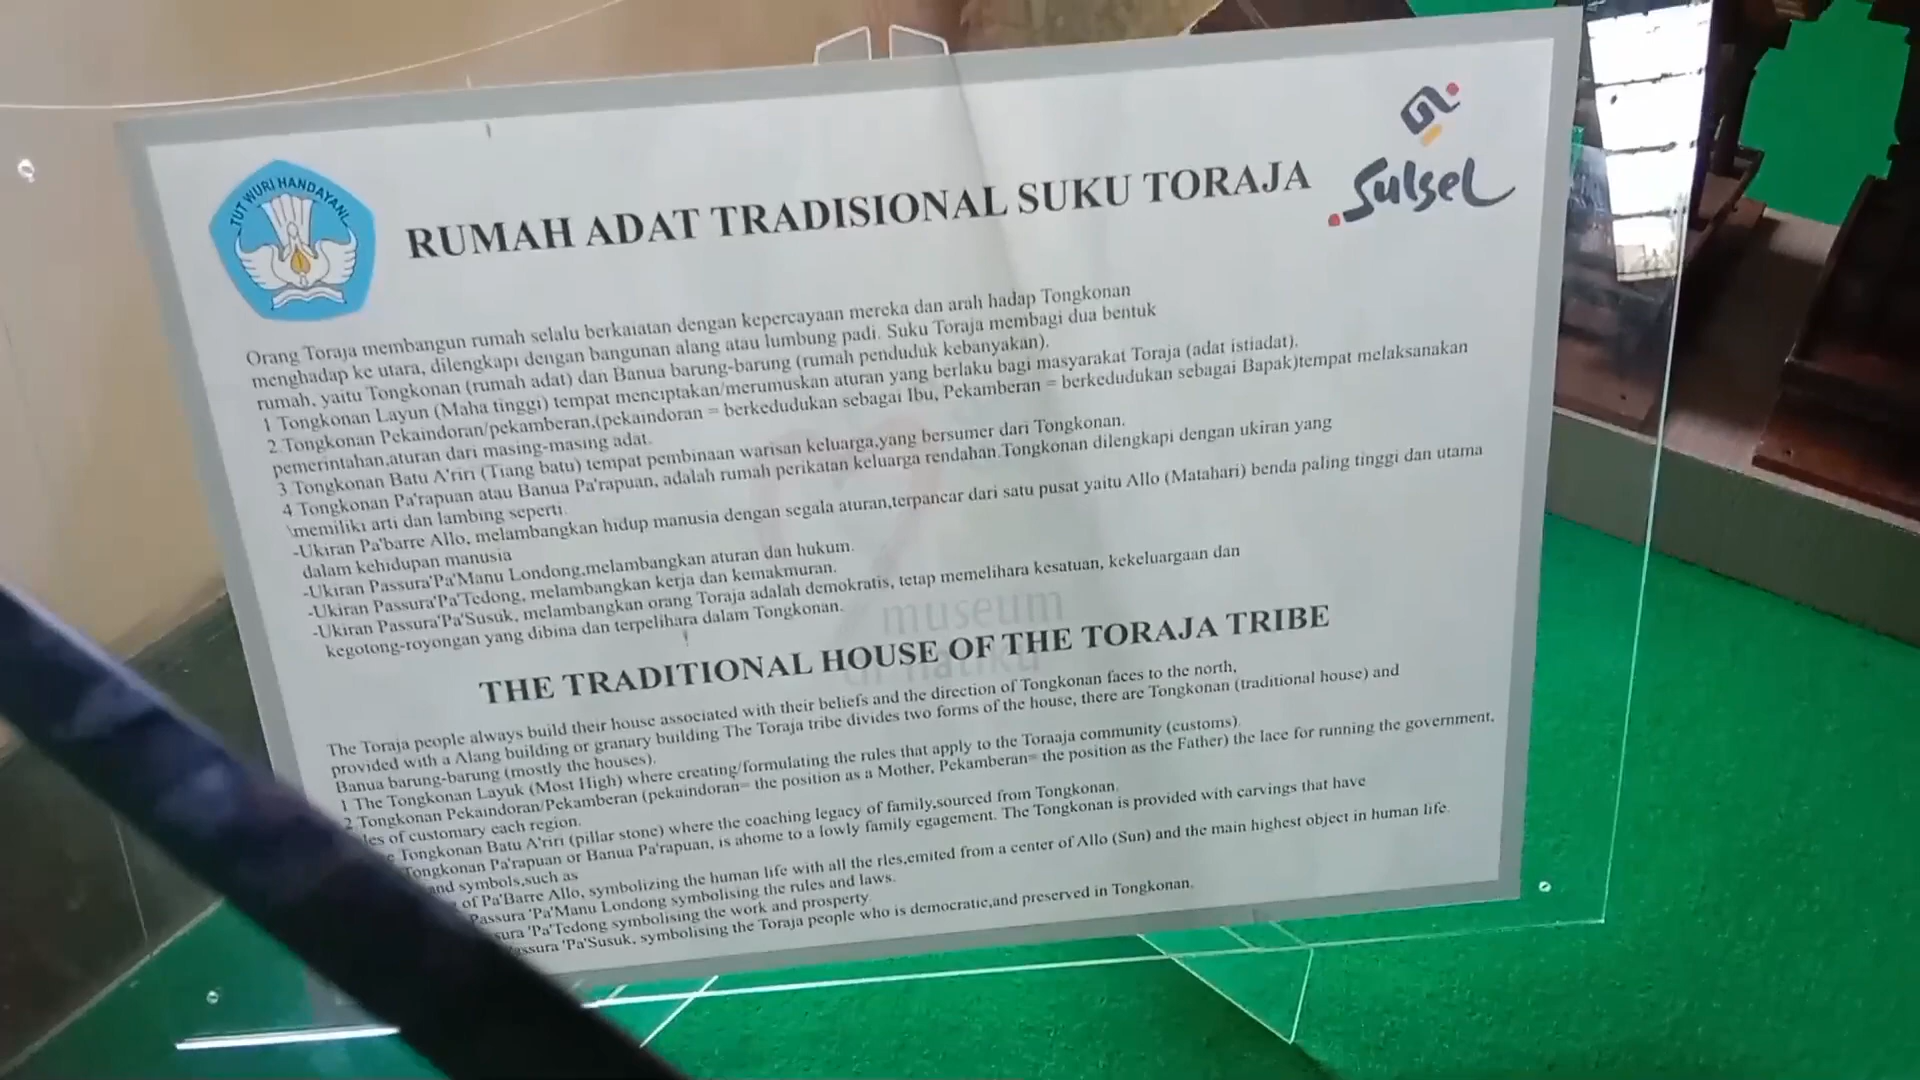 TUT WURI HANDAYANI
RUMAH ADAT TRADISIONAL SUKU TORAJA
Sulsel
Orang Toraja membangun rumah selalu berkaiatan dengan kepercayaan mereka dan arah hadap Tongkonan
menghadap ke utara, dilengkapi dengan bangunan alang atau lumbung padi. Suku Toraja membagi dua bentuk
rumah, yaitu Tongkonan (rumah adat) dan Banua barung-barung (rumah penduduk kebanyakan).
1 Tongkonan Layun (Maha tinggi) tempat menciptakan/merumuskan aturan yang berlaku bagi masyarakat Toraja (adat istiadat).
2 Tongkonan Pekaindoran/pekamberan,(pekaindoran = berkedudukan sebagai Ibu, Pekamberan = berkedudukan sebagai Bapak)tempat melaksanakan
pemerintahan,aturan dari masing-masing adat.
3 Tongkonan Batu A'riri (Tiang batu) tempat pembinaan warisan keluarga,yang bersumer dari Tongkonan.
4 Tongkonan Pa'rapuan atau Banua Pa'rapuan, adalah rumah perikatan keluarga rendahan.Tongkonan dilengkapi dengan ukiran yang
\memiliki arti dan lambing seperti
-Ukiran Pa'barre Allo, melambangkan hidup manusia dengan segala aturan,terpancar dari satu pusat yaitu Allo (Matahari) benda paling tinggi dan utama
dalam kehidupan manusia
-Ukiran Passura'Pa'Manu Londong,melambangkan aturan dan hukum.
-Ukiran Passura'Pa'Tedong, melambangkan kerja dan kemakmuran.
-Ukiran Passura'Pa'Susuk, melambangkan orang Toraja adalah demokratis, tetap memelihara kesatuan, kekeluargaan dan
kegotong-royongan yang dibina dan terpelihara dalam Tongkonan.
museum
THE TRADITIONAL HOUSE OF THE TORAJA TRIBE
The Toraja people always build their house associated with their beliefs and the direction of Tongkonan faces to the north,
provided with a Alang building or granary building The Toraja tribe divides two forms of the house, there are Tongkonan (traditional house) and
Banua barung-barung (mostly the houses).
1 The Tongkonan Layuk (Most High) where creating/formulating the rules that apply to the Toraaja community (customs).
2 Tongkonan Pekaindoran/Pekamberan (pekaindoran= the position as a Mother, Pekamberan= the position as the Father) the lace for running the government,
les of customary each region.
Tongkonan Batu A'riri (pillar stone) where the coaching legacy of family,sourced from Tongkonan.
Tongkonan Pa'rapuan or Banua Pa'rapuan, is ahome to a lowly family egagement. The Tongkonan is provided with carvings that have
and symbols,such as
of Pa'Barre Allo, symbolizing the human life with all the rles,emited from a center of Allo (Sun) and the main highest object in human life.
Passura 'Pa'Manu Londong symbolising the rules and laws.
sura 'Pa'Tedong symbolising the work and prosperty
assura 'Pa'Susuk, symbolising the Toraja people who is democratic,and preserved in Tongkonan.